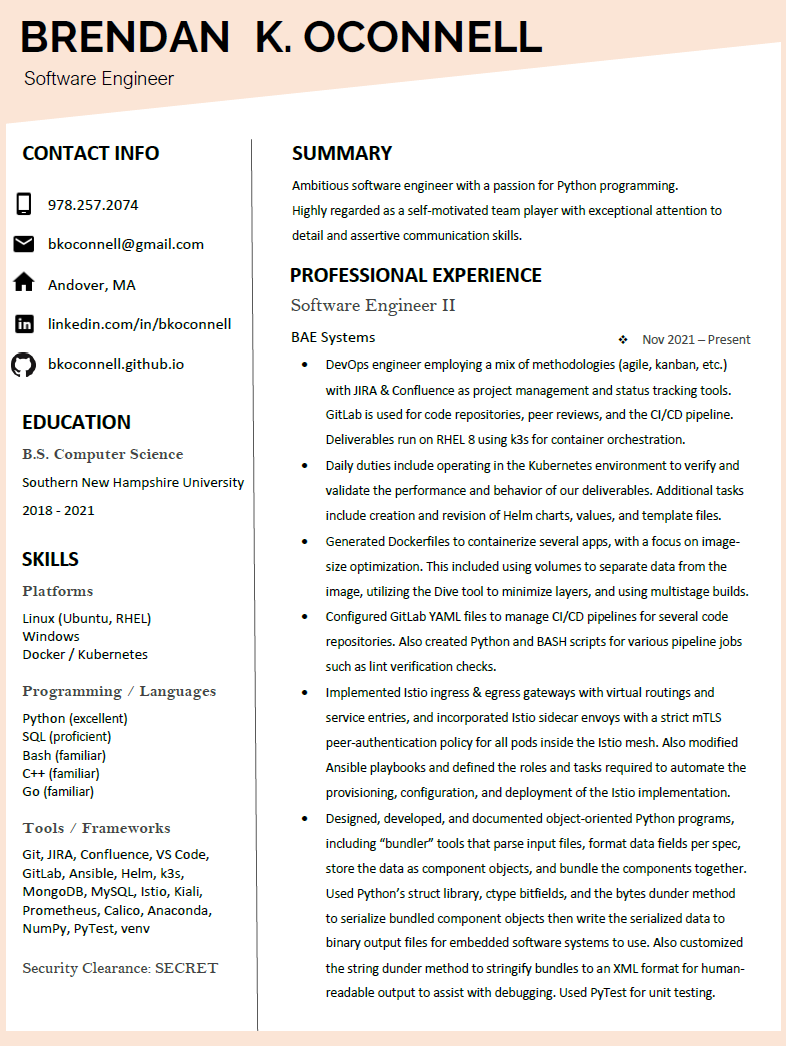 BRENDAN K. OCONNELL
Software Engineer
CONTACT INFO
978.257.2074
bkoconnell@gmail.com
Andover, MA
linkedin.com/in/bkoconnell
bkoconnell.github.io
EDUCATION
B.S. Computer Science
Southern New Hampshire University
2018 - 2021
SKILLS
Platforms
Linux (Ubuntu, RHEL)
Windows
Docker / Kubernetes
Programming / Languages
Python (excellent)
SQL (proficient)
Bash (familiar)
C++ (familiar)
Go (familiar)
Tools / Frameworks
Git, JIRA, Confluence, VS Code,
GitLab, Ansible, Helm, k3s,
MongoDB, MySQL, Istio, Kiali,
Prometheus, Calico, Anaconda,
NumPy, PyTest, venv
Security Clearance: SECRET
SUMMARY
Ambitious software engineer with a passion for Python programming.
Highly regarded as a self-motivated team player with exceptional attention to
detail and assertive communication skills.
PROFESSIONAL EXPERIENCE
Software Engineer II
BAE Systems ❖ Nov 2021 – Present
• DevOps engineer employing a mix of methodologies (agile, kanban, etc.)
with JIRA & Confluence as project management and status tracking tools.
GitLab is used for code repositories, peer reviews, and the CI/CD pipeline.
Deliverables run on RHEL 8 using k3s for container orchestration.
• Daily duties include operating in the Kubernetes environment to verify and
validate the performance and behavior of our deliverables. Additional tasks
include creation and revision of Helm charts, values, and template files.
• Generated Dockerfiles to containerize several apps, with a focus on image-
size optimization. This included using volumes to separate data from the
image, utilizing the Dive tool to minimize layers, and using multistage builds.
• Configured GitLab YAML files to manage CI/CD pipelines for several code
repositories. Also created Python and BASH scripts for various pipeline jobs
such as lint verification checks.
• Implemented Istio ingress & egress gateways with virtual routings and
service entries, and incorporated Istio sidecar envoys with a strict mTLS
peer-authentication policy for all pods inside the Istio mesh. Also modified
Ansible playbooks and defined the roles and tasks required to automate the
provisioning, configuration, and deployment of the Istio implementation.
• Designed, developed, and documented object-oriented Python programs,
including “bundler” tools that parse input files, format data fields per spec,
store the data as component objects, and bundle the components together.
Used Python’s struct library, ctype bitfields, and the bytes dunder method
to serialize bundled component objects then write the serialized data to
binary output files for embedded software systems to use. Also customized
the string dunder method to stringify bundles to an XML format for human-
readable output to assist with debugging. Used PyTest for unit testing.